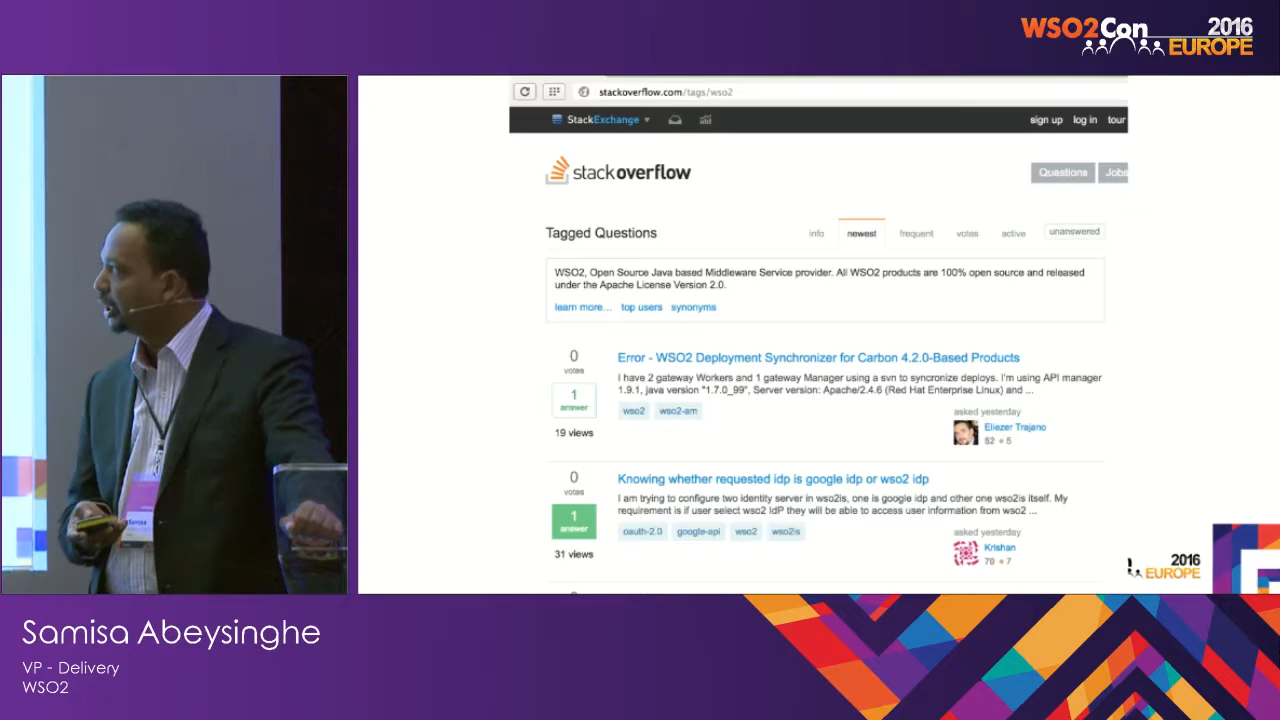 WSO2Con 2016
EUROPE
stackoverflow.com/tags/wso2
StackExchange
sign up log in tour
stackoverflow
Questions Jobs
Tagged Questions
info newest frequent votes active unanswered
WSO2, Open Source Java based Middleware Service provider. All WSO2 products are 100% open source and released
under the Apache License Version 2.0.
learn more... top users synonyms
0
votes
1
answer
19 views
Error - WSO2 Deployment Synchronizer for Carbon 4.2.0-Based Products
I have 2 gateway Workers and 1 gateway Manager using a svn to syncronize deploys. I'm using API manager
1.9.1, java version "1.7.0_99", Server version: Apache/2.4.6 (Red Hat Enterprise Linux) and ...
wso2 wso2-am
asked yesterday
Eliezer Trajano
52 5
0
votes
1
answer
31 views
Knowing whether requested idp is google idp or wso2 idp
I am trying to configure two identity server in wso2is, one is google idp and other one wso2is itself. My
requirement is if user select wso2 IdP they will be able to access user information from wso2 ...
oauth-2.0 google-api wso2 wso2is
asked yesterday
Krishan
70 7
2016
EUROPE
Samisa Abeysinghe
VP - Delivery
WSO2